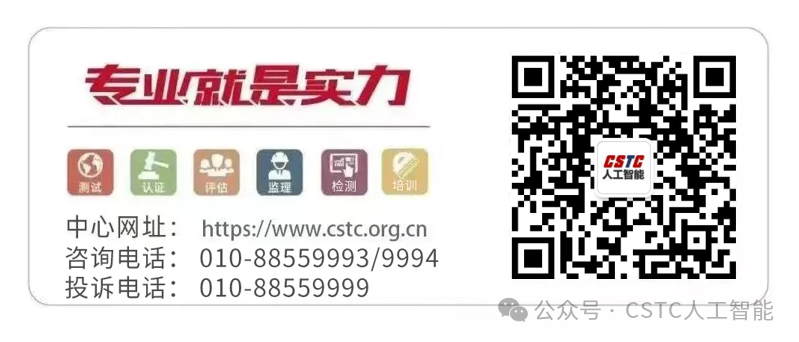 专业就是实力
测试 认证 评估 监理 检测 培训
中心网址： https://www.cstc.org.cn
咨询电话： 010-88559993/9994
投诉电话： 010-88559999
CSTC
人工智能
公众号 · CSTC人工智能